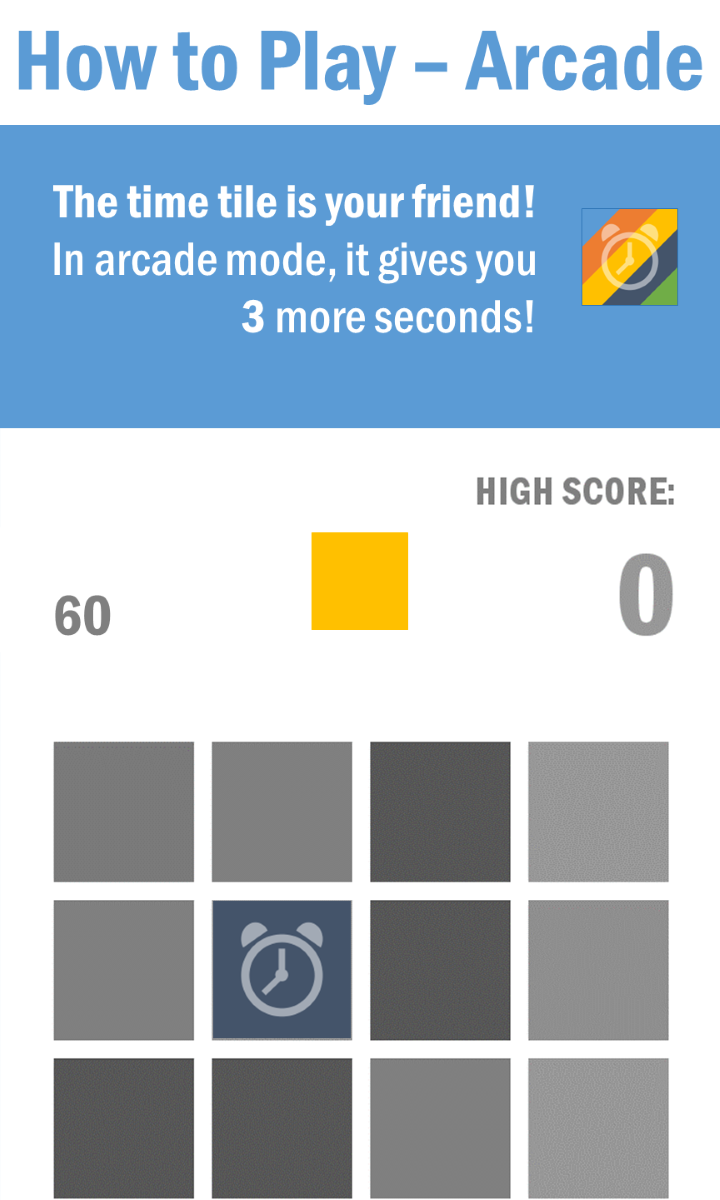 How to Play – Arcade
The time tile is your friend!
In arcade mode, it gives you
3 more seconds!
HIGH SCORE:
60
0